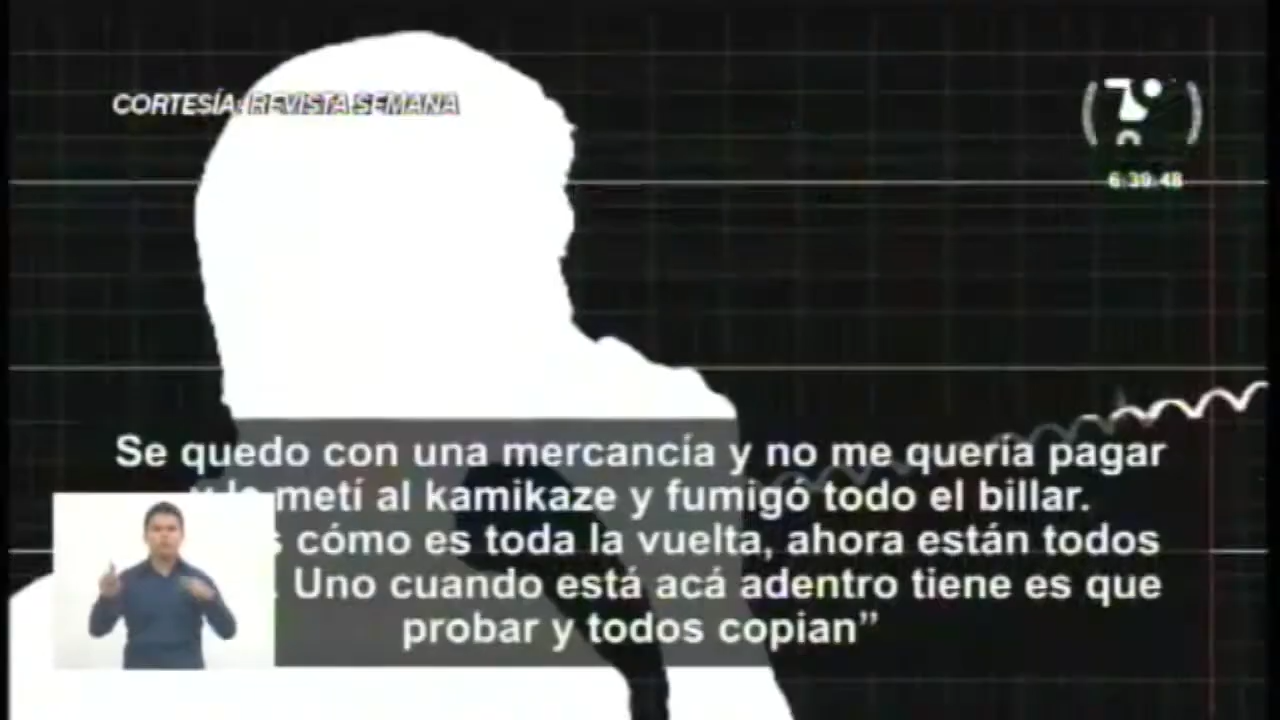 CORTESÍA: REVISTA SEMANA
6:39:48
Se quedo con una mercancía y no me quería pagar
metí al kamikaze y fumigó todo el billar.
cómo es toda la vuelta, ahora están todos
Uno cuando está acá adentro tiene es que
probar y todos copian”